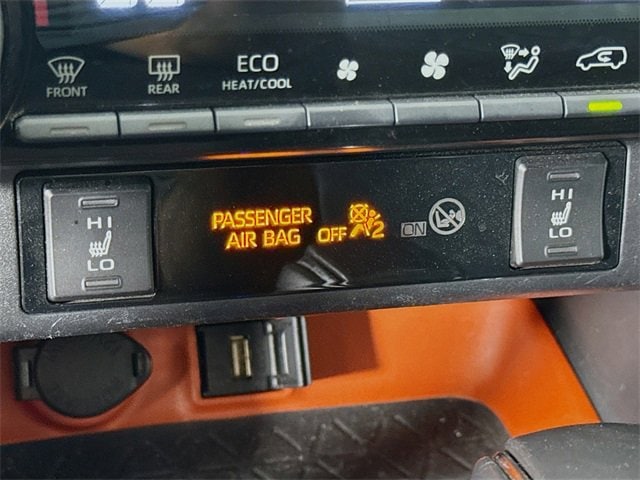 FRONT
REAR
ECO
HEAT/COOL
HI
LO
PASSENGER
AIR BAG OFF 2
ON
HI
LO